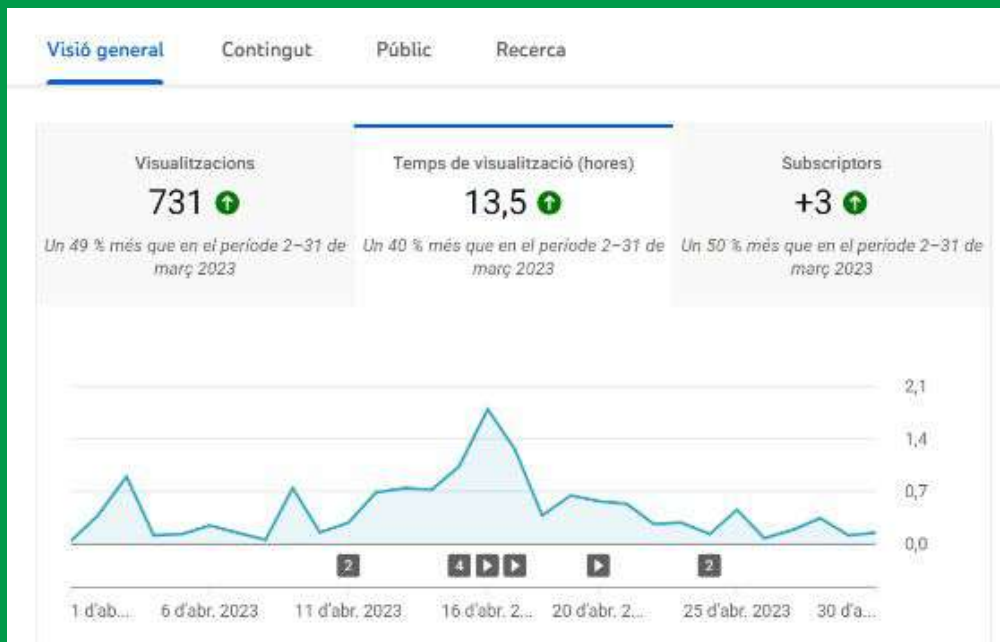 Visió general Contingut Públic Recerca
Visualitzacions
731
Un 49 % més que en el període 2–31 de
març 2023
Temps de visualització (hores)
13,5
Un 40 % més que en el període 2–31 de
març 2023
Subscriptors
+3
Un 50 % més que en el període 2–31 de
març 2023
2,1
1,4
0,7
0,0
2 4 2
1 d'ab... 6 d'abr. 2023 11 d'abr. 2023 16 d'abr. 2... 20 d'abr. 2... 25 d'abr. 2023 30 d'a...